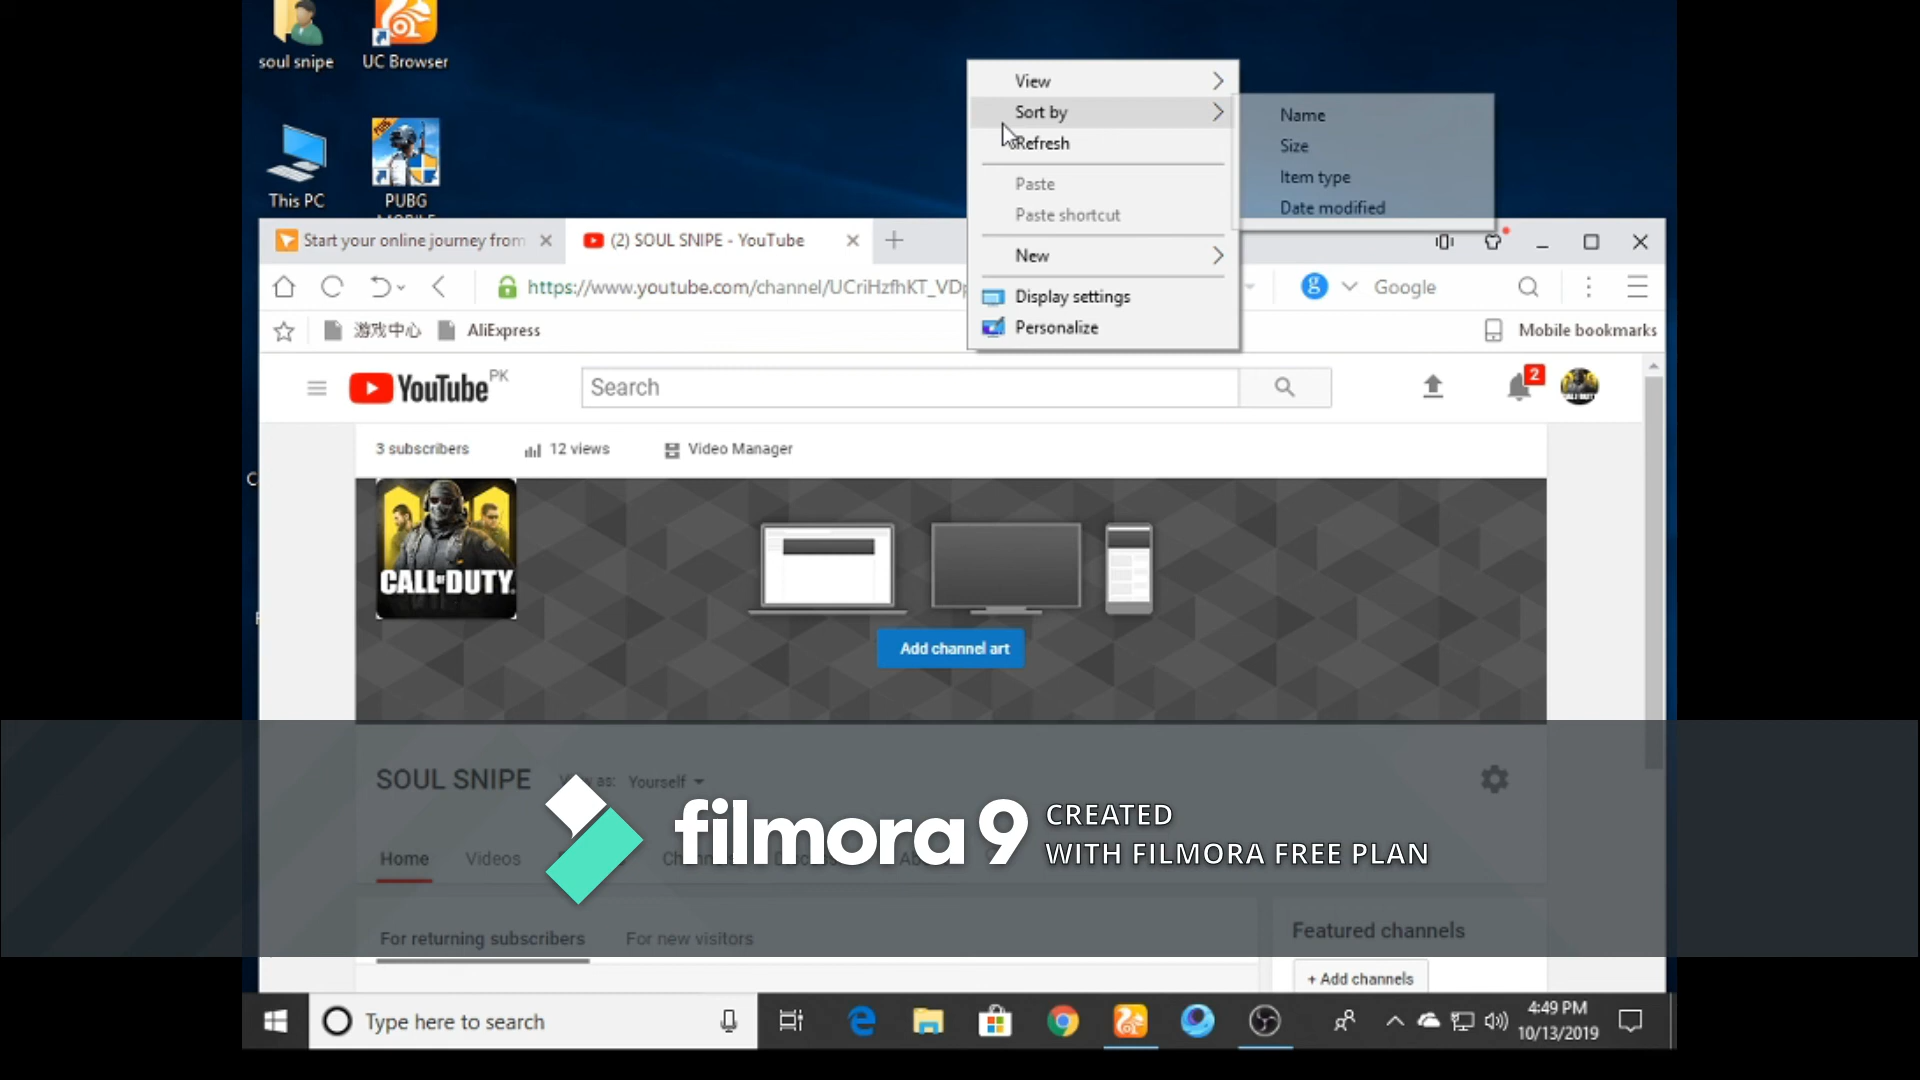 soul snipe
UC Browser
This PC
PUBG
View
Sort by
Refresh
Paste
Paste shortcut
New
Display settings
Personalize
Name
Size
Item type
Date modified
Start your online journey from
(2) SOUL SNIPE - YouTube
https://www.youtube.com/channel/UCriHzfhKT_VDp
Google
游戏中心
AliExpress
Mobile bookmarks
YouTube PK
Search
2
3 subscribers
12 views
Video Manager
CALL OF DUTY
Add channel art
SOUL SNIPE
Yourself
filmora9
CREATED
WITH FILMORA FREE PLAN
Home
Videos
For returning subscribers
For new visitors
Featured channels
+ Add channels
Type here to search
4:49 PM
10/13/2019